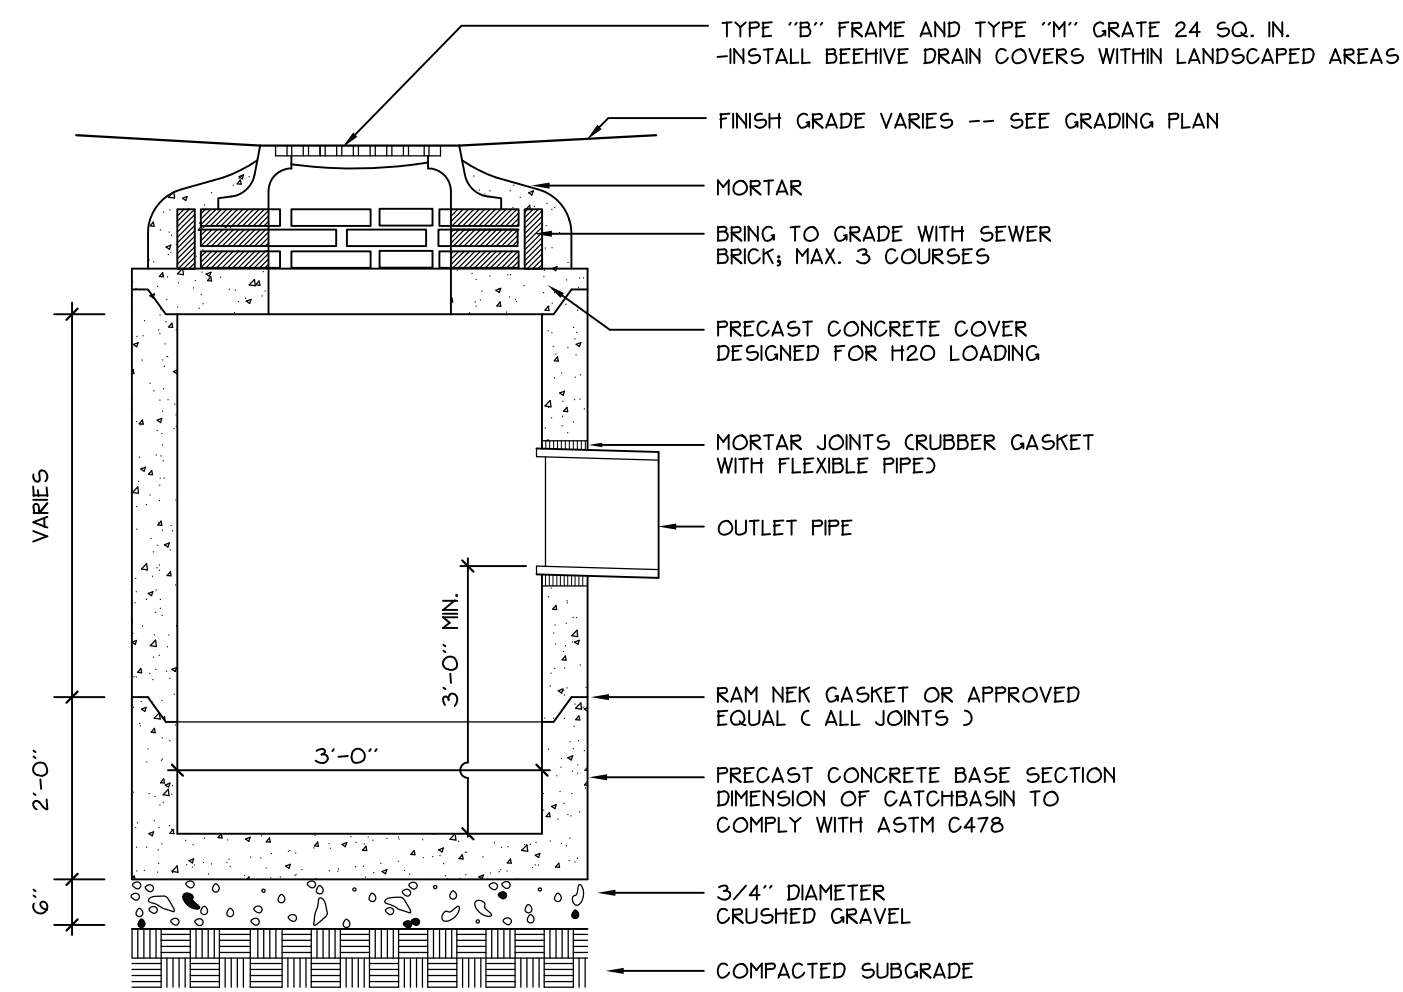 TYPE "B" FRAME AND TYPE "M" GRATE 24 SQ. IN.
-INSTALL BEEHIVE DRAIN COVERS WITHIN LANDSCAPED AREAS
FINISH GRADE VARIES -- SEE GRADING PLAN
MORTAR
BRING TO GRADE WITH SEWER
BRICK; MAX. 3 COURSES
PRECAST CONCRETE COVER
DESIGNED FOR H20 LOADING
MORTAR JOINTS (RUBBER GASKET
WITH FLEXIBLE PIPE)
VARIES
OUTLET PIPE
3'-0" MIN.
RAM NEK GASKET OR APPROVED
EQUAL ( ALL JOINTS )
3'-0"
2'-0"
PRECAST CONCRETE BASE SECTION
DIMENSION OF CATCHBASIN TO
COMPLY WITH ASTM C478
6"
3/4" DIAMETER
CRUSHED GRAVEL
COMPACTED SUBGRADE